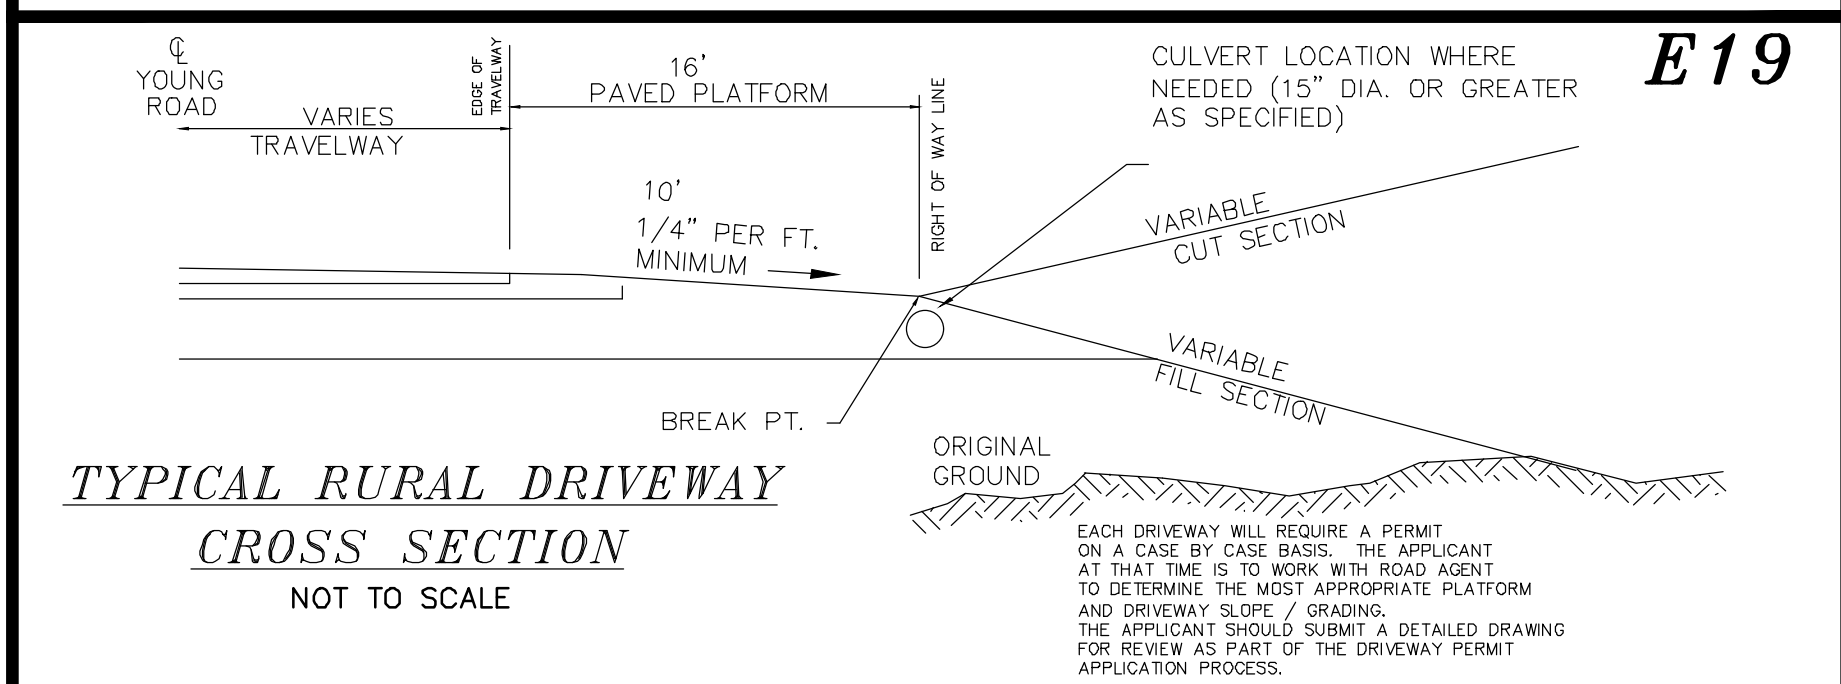 E19
℄
YOUNG
ROAD
VARIES
TRAVELWAY
EDGE OF
TRAVELWAY
16'
PAVED PLATFORM
RIGHT OF WAY LINE
CULVERT LOCATION WHERE
NEEDED (15" DIA. OR GREATER
AS SPECIFIED)
10'
1/4" PER FT.
MINIMUM
VARIABLE
CUT SECTION
VARIABLE
FILL SECTION
BREAK PT.
ORIGINAL
GROUND
TYPICAL RURAL DRIVEWAY
CROSS SECTION
NOT TO SCALE
EACH DRIVEWAY WILL REQUIRE A PERMIT
ON A CASE BY CASE BASIS. THE APPLICANT
AT THAT TIME IS TO WORK WITH ROAD AGENT
TO DETERMINE THE MOST APPROPRIATE PLATFORM
AND DRIVEWAY SLOPE / GRADING.
THE APPLICANT SHOULD SUBMIT A DETAILED DRAWING
FOR REVIEW AS PART OF THE DRIVEWAY PERMIT
APPLICATION PROCESS.